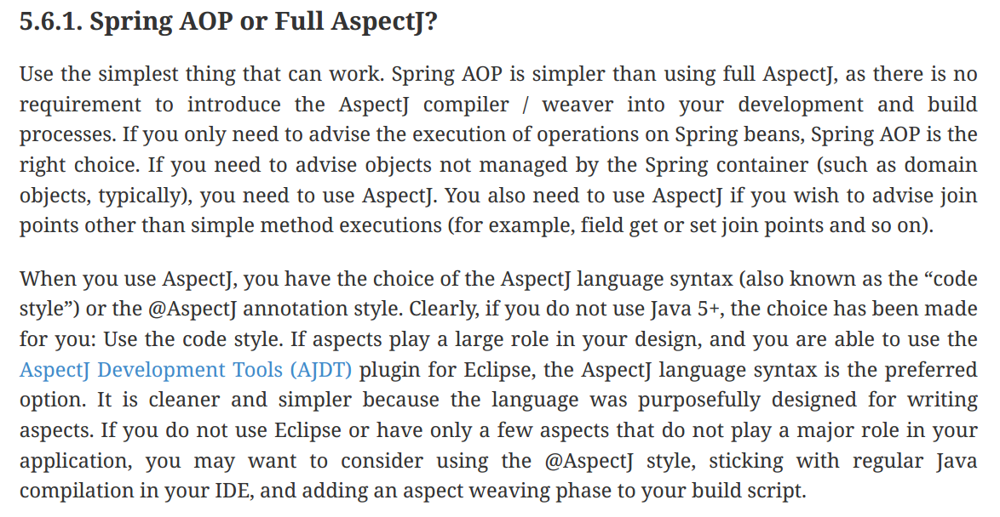 5.6.1. Spring AOP or Full AspectJ?
Use the simplest thing that can work. Spring AOP is simpler than using full AspectJ, as there is no
requirement to introduce the AspectJ compiler / weaver into your development and build
processes. If you only need to advise the execution of operations on Spring beans, Spring AOP is the
right choice. If you need to advise objects not managed by the Spring container (such as domain
objects, typically), you need to use AspectJ. You also need to use AspectJ if you wish to advise join
points other than simple method executions (for example, field get or set join points and so on).
When you use AspectJ, you have the choice of the AspectJ language syntax (also known as the “code
style”) or the @AspectJ annotation style. Clearly, if you do not use Java 5+, the choice has been made
for you: Use the code style. If aspects play a large role in your design, and you are able to use the
AspectJ Development Tools (AJDT) plugin for Eclipse, the AspectJ language syntax is the preferred
option. It is cleaner and simpler because the language was purposefully designed for writing
aspects. If you do not use Eclipse or have only a few aspects that do not play a major role in your
application, you may want to consider using the @AspectJ style, sticking with regular Java
compilation in your IDE, and adding an aspect weaving phase to your build script.